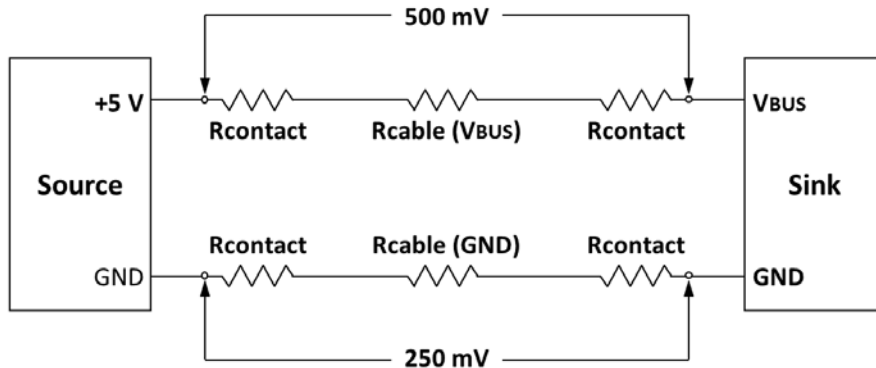 500 mV
+5 V
VBUS
Rcontact
Rcable (VBUS)
Rcontact
Source
Sink
Rcontact
Rcable (GND)
Rcontact
GND
GND
250 mV